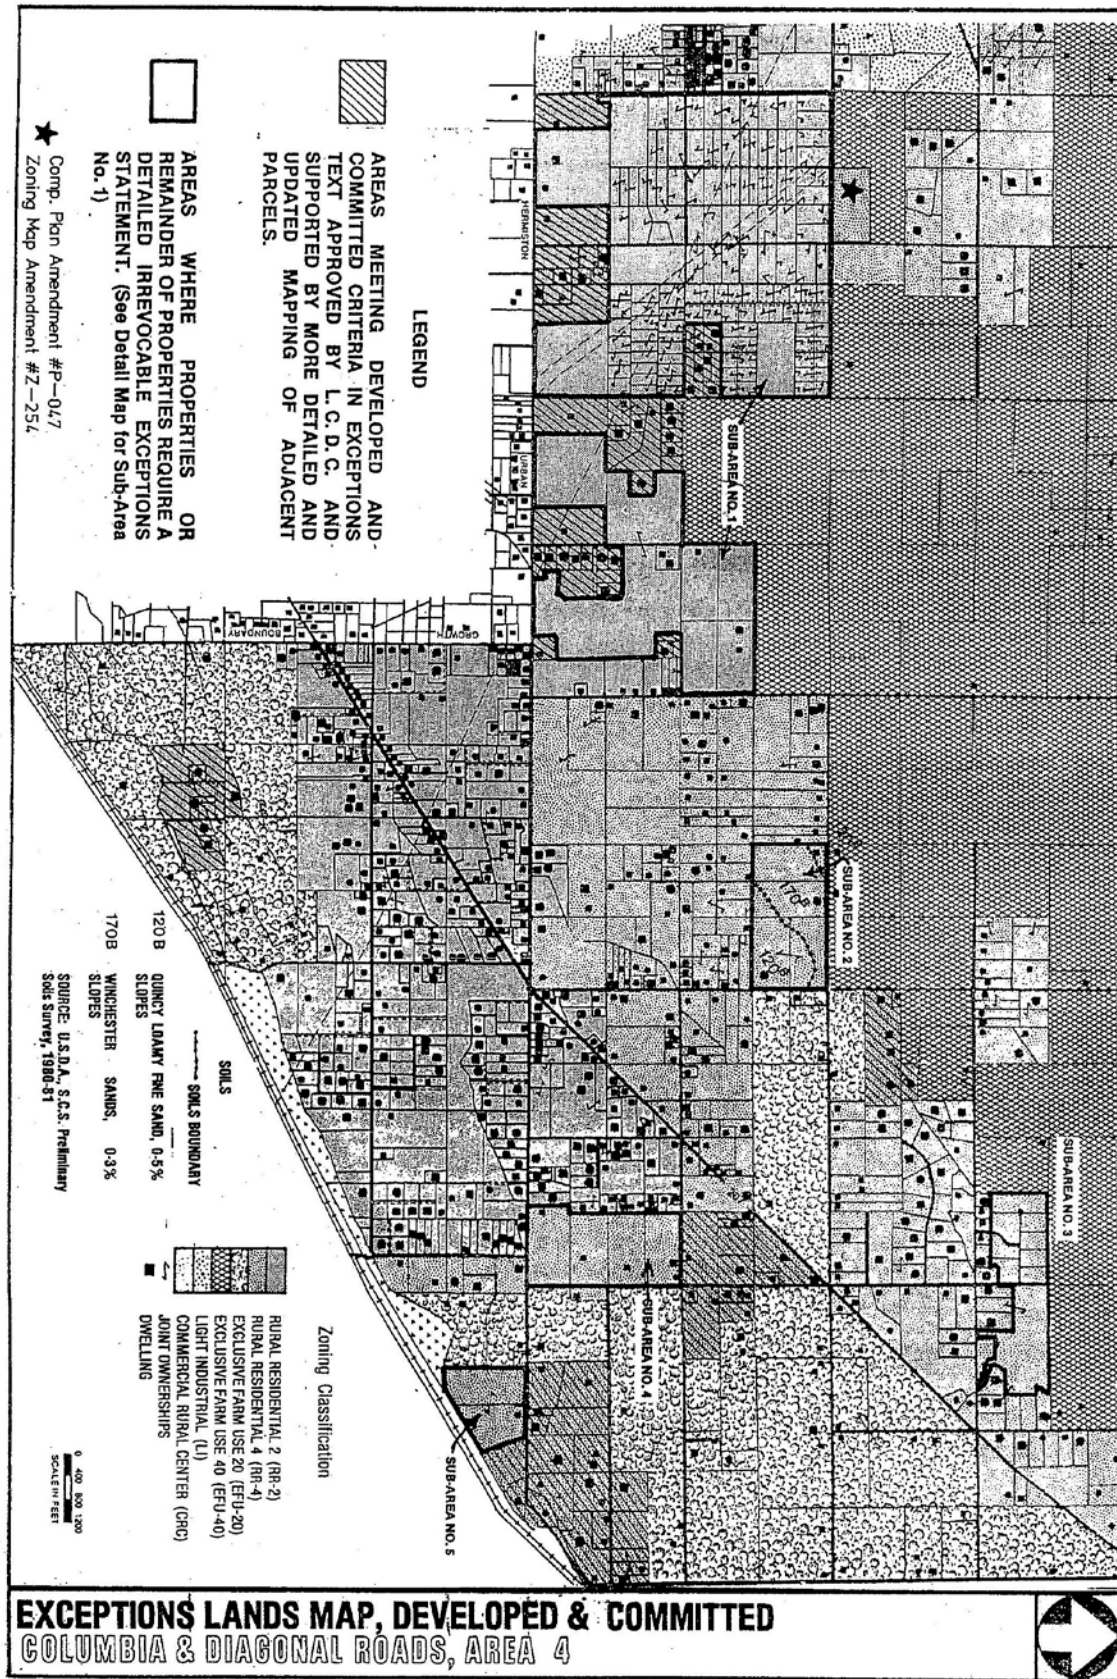 LEGEND
AREAS MEETING DEVELOPED AND
COMMITTED CRITERIA IN EXCEPTIONS
TEXT APPROVED BY L.C.D.C. AND
SUPPORTED BY MORE DETAILED AND
UPDATED MAPPING OF ADJACENT
PARCELS.
AREAS WHERE PROPERTIES OR
REMAINDER OF PROPERTIES REQUIRE A
DETAILED IRREVOCABLE EXCEPTIONS
STATEMENT. (See Detail Map for Sub-Area
No. 1)
Comp. Plan Amendment #P-047
Zoning Map Amendment #Z-254
HERMISTON
URBAN
GROWTH
BOUNDARY
SUB-AREA NO. 1
SUB-AREA NO. 2
170B
120B
SUB-AREA NO. 3
SUB-AREA NO. 4
SUB-AREA NO. 5
SOILS
SOILS BOUNDARY
120 B QUINCY LOAMY FINE SAND, 0-5%
SLOPES
170B WINCHESTER SANDS, 0-3%
SLOPES
SOURCE: U.S.D.A., S.C.S. Preliminary
Soils Survey, 1980-81
Zoning Classification
RURAL RESIDENTIAL 2 (RR-2)
RURAL RESIDENTIAL 4 (RR-4)
EXCLUSIVE FARM USE 20 (EFU-20)
EXCLUSIVE FARM USE 40 (EFU-40)
LIGHT INDUSTRIAL (LI)
COMMERCIAL RURAL CENTER (CRC)
JOINT OWNERSHIPS
DWELLING
0 400 800 1200
SCALE IN FEET
EXCEPTIONS LANDS MAP, DEVELOPED & COMMITTED
COLUMBIA & DIAGONAL ROADS, AREA 4